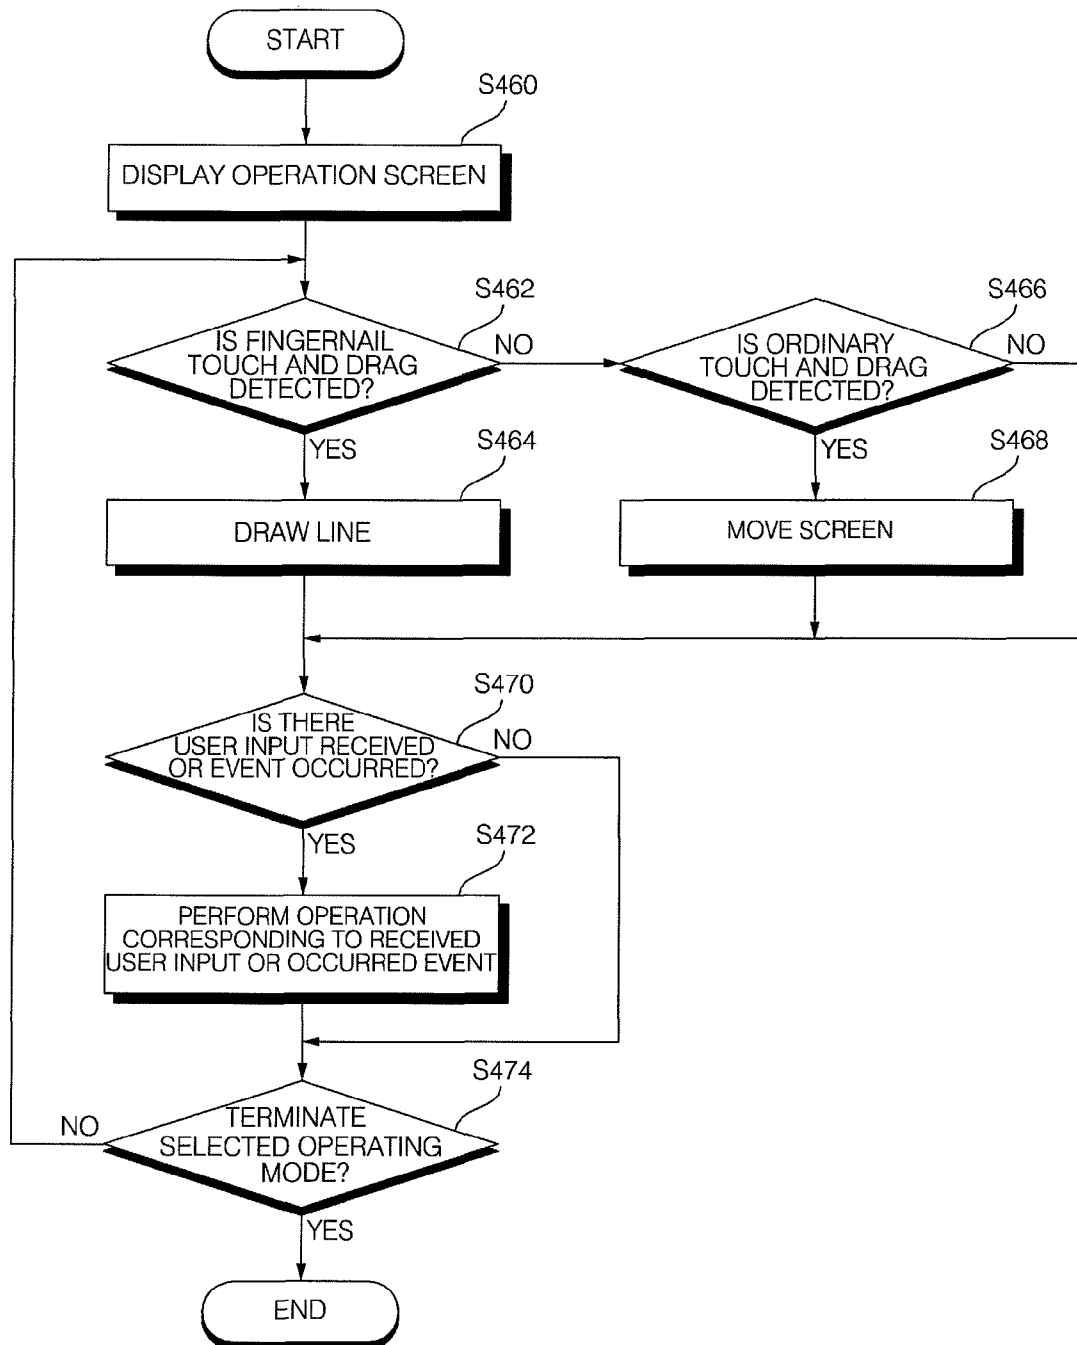 START
S460
DISPLAY OPERATION SCREEN
S462
IS FINGERNAIL
TOUCH AND DRAG
DETECTED?
NO
YES
S466
IS ORDINARY
TOUCH AND DRAG
DETECTED?
NO
YES
S464
DRAW LINE
S468
MOVE SCREEN
S470
IS THERE
USER INPUT RECEIVED
OR EVENT OCCURRED?
NO
YES
S472
PERFORM OPERATION
CORRESPONDING TO RECEIVED
USER INPUT OR OCCURRED EVENT
S474
TERMINATE
SELECTED OPERATING
MODE?
NO
YES
END